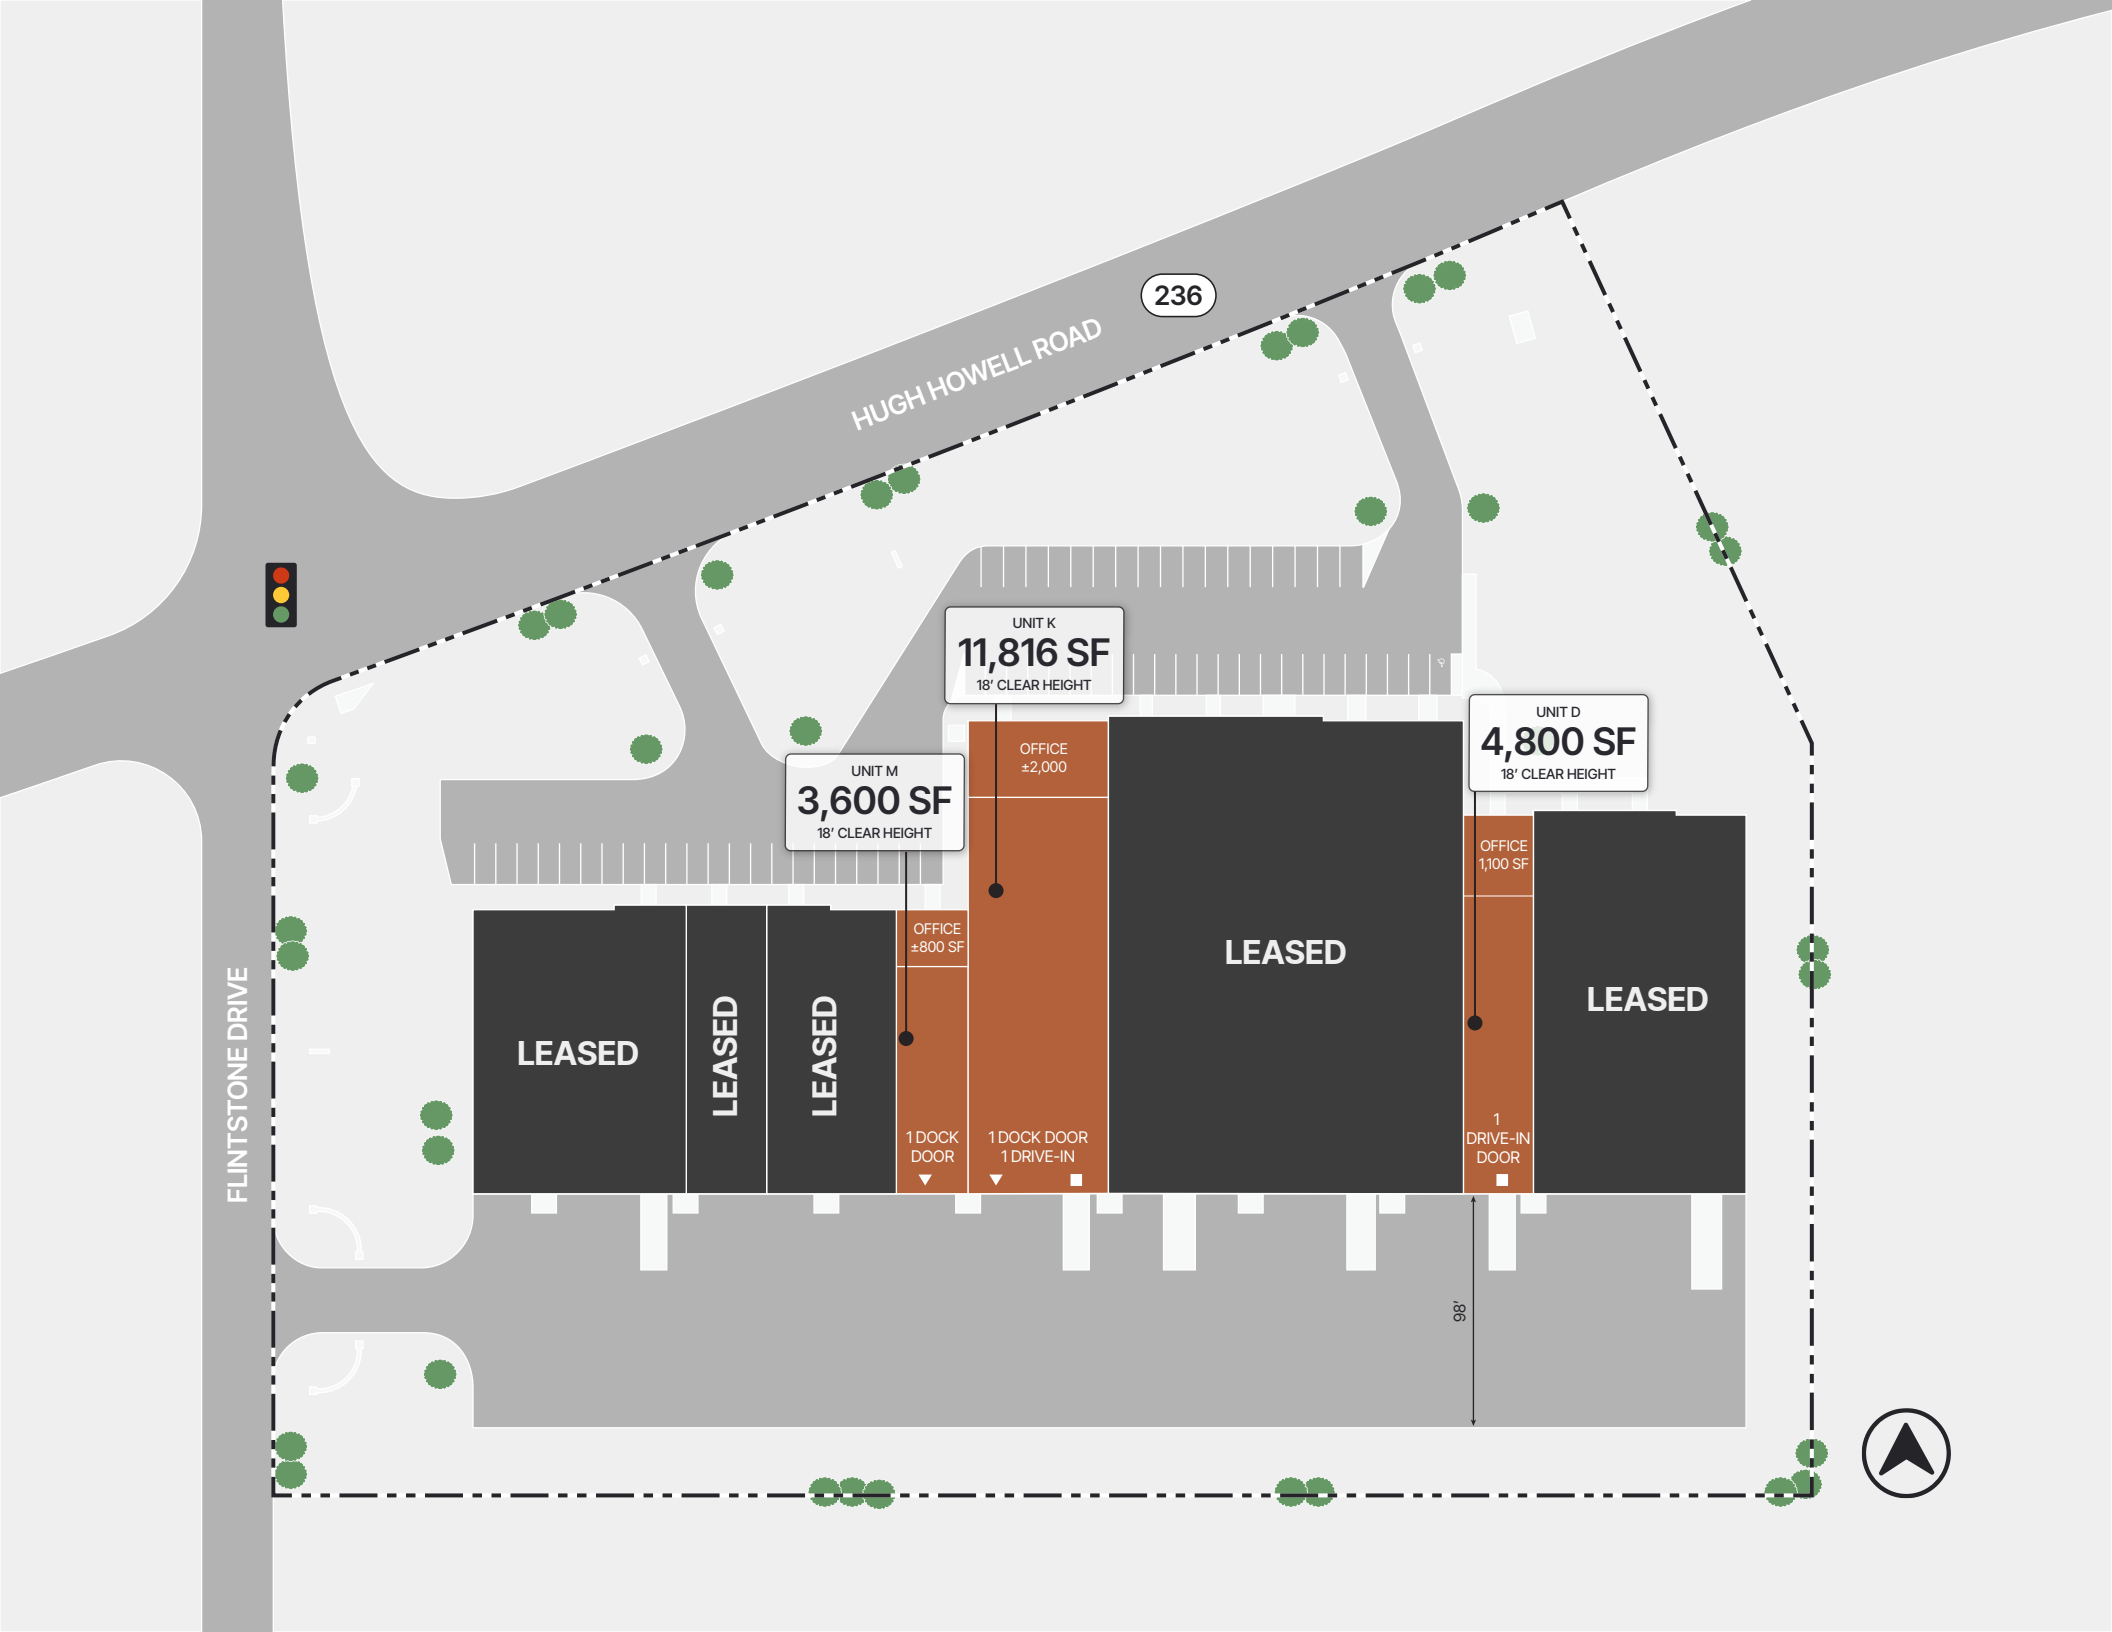 236
HUGH HOWELL ROAD
UNIT K
11,816 SF
18' CLEAR HEIGHT
UNIT D
4,800 SF
18' CLEAR HEIGHT
UNIT M
3,600 SF
18' CLEAR HEIGHT
OFFICE
±2,000
OFFICE
1,100 SF
OFFICE
±800 SF
LEASED
LEASED
LEASED
LEASED
LEASED
1 DOCK
DOOR
1 DOCK DOOR
1 DRIVE-IN
1
DRIVE-IN
DOOR
FLINTSTONE DRIVE
98'